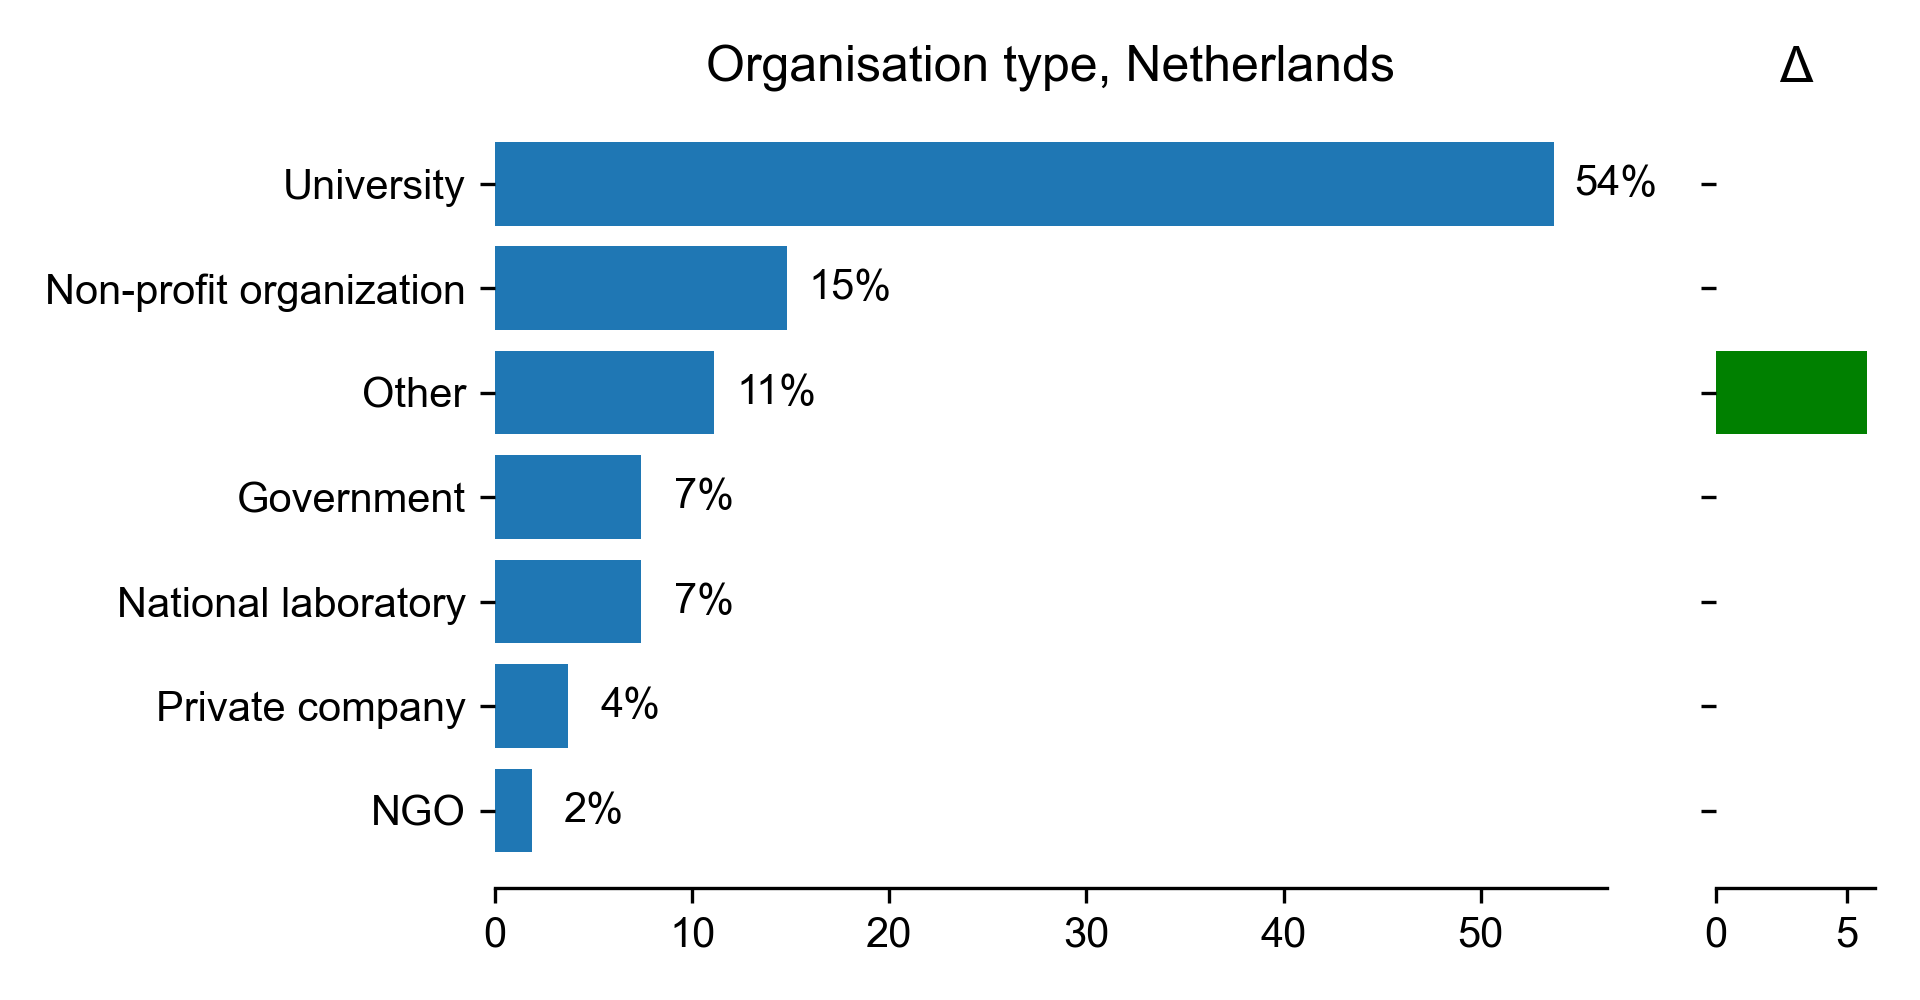 Organisation type, Netherlands
Δ
University 54%
Non-profit organization 15%
Other 11%
Government 7%
National laboratory 7%
Private company 4%
NGO 2%
0 10 20 30 40 50
0 5